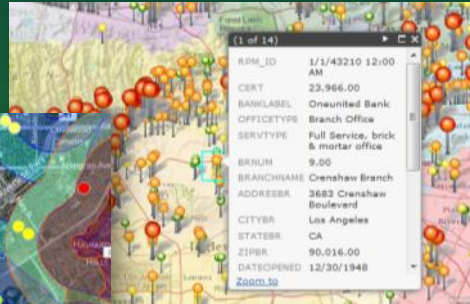 Forest Lawn
(1 of 14)
RPM_ID 1/1/43210 12:00
AM
CERT 23,966.00
BANKLABEL Oneunited Bank
OFFICETYPE Branch Office
SERVTYPE Full Service, brick
& mortar office
BRNUM 9.00
BRANCHNAME Crenshaw Branch
ADDRESBR 3683 Crenshaw
Boulevard
CITYBR Los Angeles
STATEBR CA
ZIPBR 90,016.00
DATEOPENED 12/30/1948
Zoom to